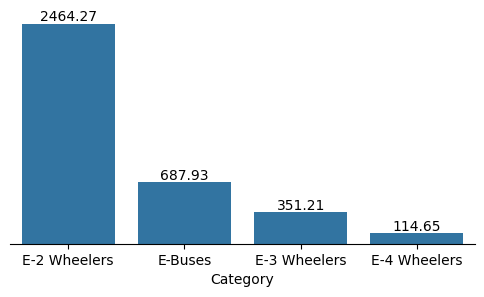 2464.27
687.93
351.21
114.65
E-2 Wheelers E-Buses E-3 Wheelers E-4 Wheelers
Category